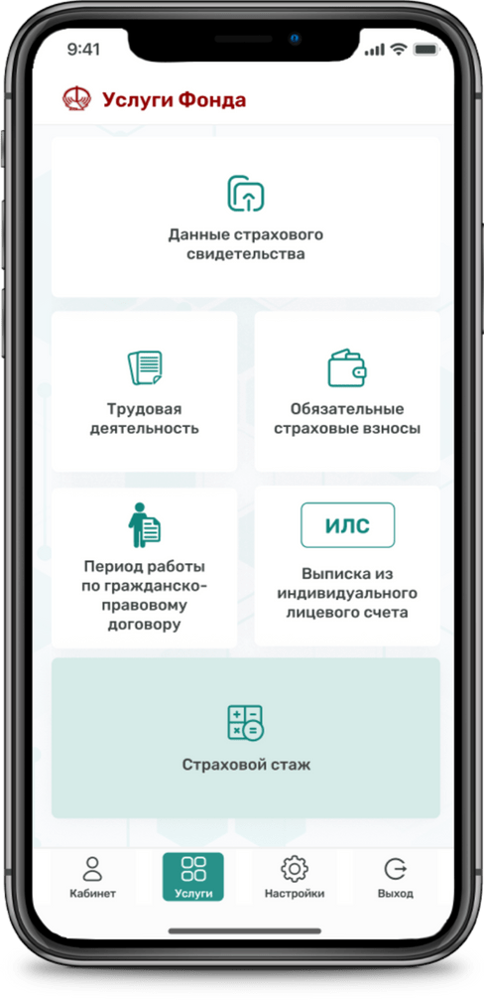 9:41
Услуги Фонда
Данные страхового
свидетельства
Трудовая
деятельность
Обязательные
страховые взносы
Период работы
по гражданско-
правовому
договору
ИЛС
Выписка из
индивидуального
лицевого счета
Страховой стаж
Кабинет
Услуги
Настройки
Выход